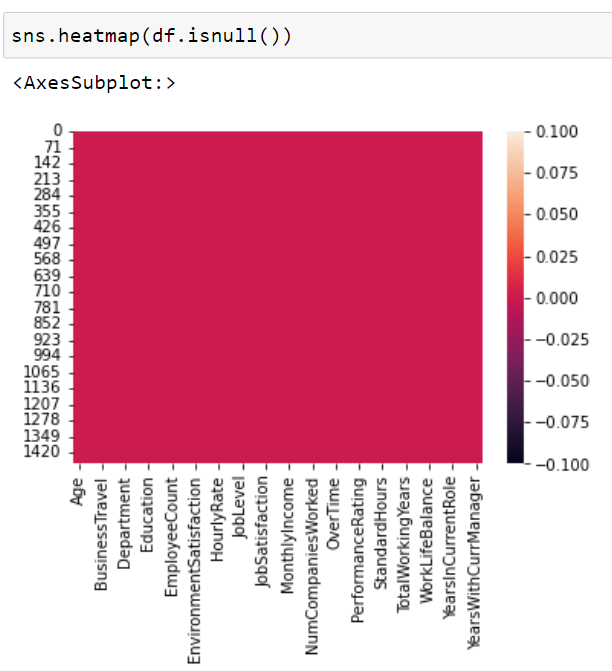 sns.heatmap(df.isnull())
<AxesSubplot:>
0
71
142
213
284
355
426
497
568
639
710
781
852
923
994
1065
1136
1207
1278
1349
1420
0.100
0.075
0.050
0.025
0.000
−0.025
−0.050
−0.075
−0.100
Age
BusinessTravel
Department
Education
EmployeeCount
EnvironmentSatisfaction
HourlyRate
JobLevel
JobSatisfaction
MonthlyIncome
NumCompaniesWorked
OverTime
PerformanceRating
StandardHours
TotalWorkingYears
WorkLifeBalance
YearsInCurrentRole
YearsWithCurrManager